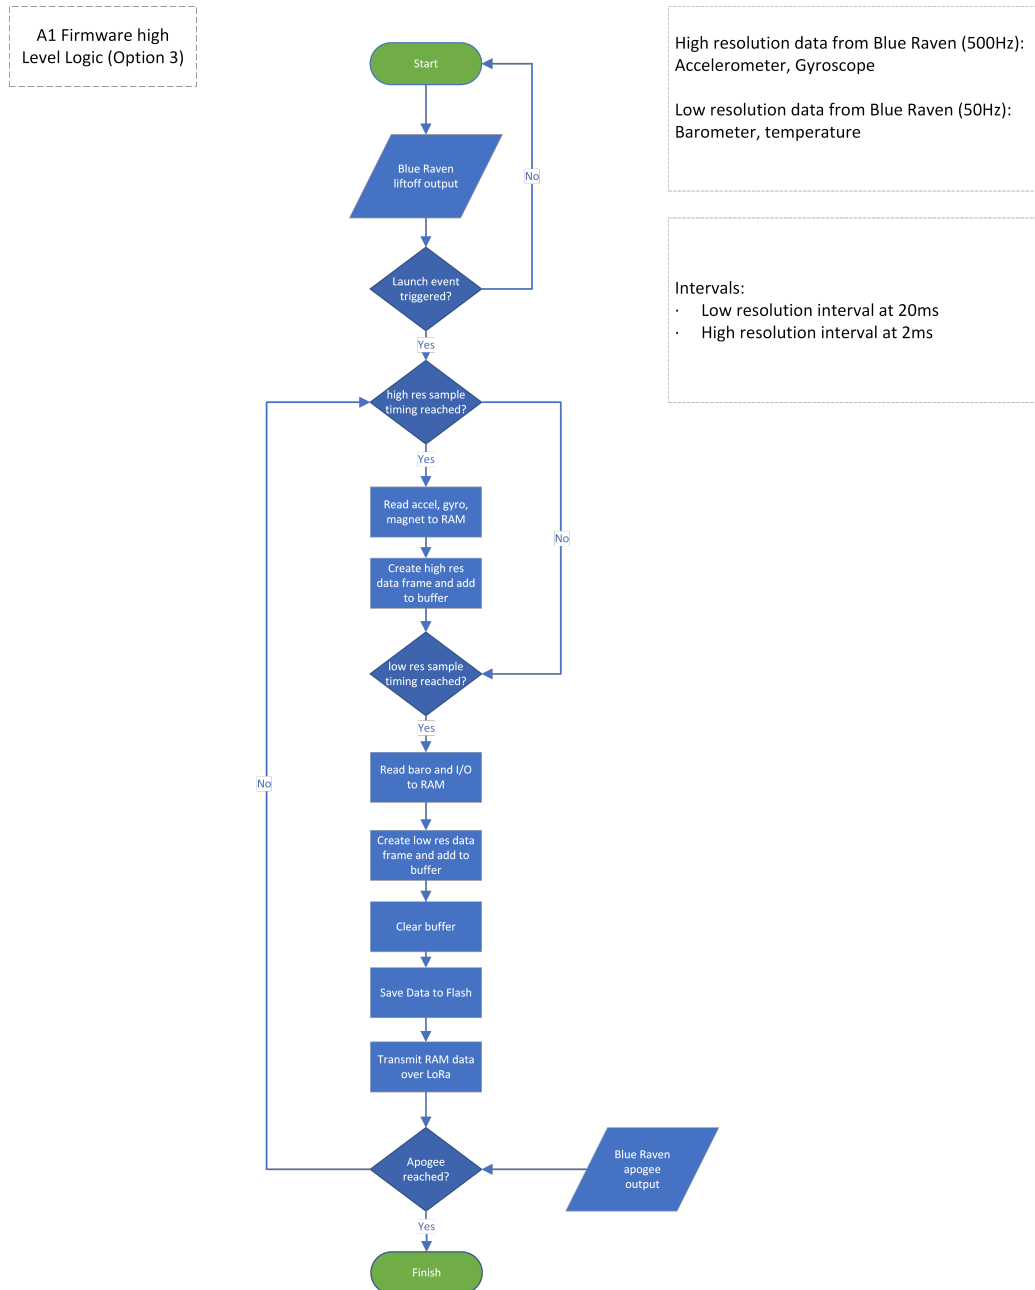 A1 Firmware high
Level Logic (Option 3)
High resolution data from Blue Raven (500Hz):
Accelerometer, Gyroscope
Low resolution data from Blue Raven (50Hz):
Barometer, temperature
Intervals:
· Low resolution interval at 20ms
· High resolution interval at 2ms
Start
Blue Raven
liftoff output
No
Launch event
triggered?
Yes
high res sample
timing reached?
Yes
Read accel, gyro,
magnet to RAM
No
Create high res
data frame and add
to buffer
low res sample
timing reached?
Yes
Read baro and I/O
to RAM
No
Create low res data
frame and add to
buffer
Clear buffer
Save Data to Flash
Transmit RAM data
over LoRa
Apogee
reached?
Blue Raven
apogee
output
Yes
Finish